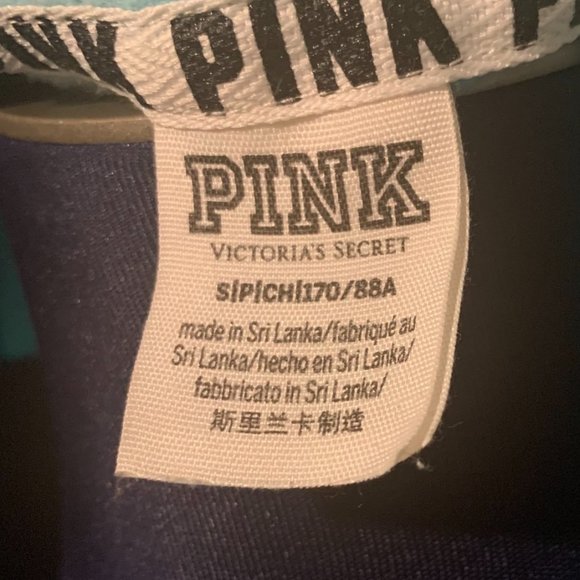 PINK PINK P
PINK
VICTORIA'S SECRET
S|P|CH|170/88A
made in Sri Lanka/fabriqué au
Sri Lanka/hecho en Sri Lanka/
fabbricato in Sri Lanka/
斯里兰卡制造